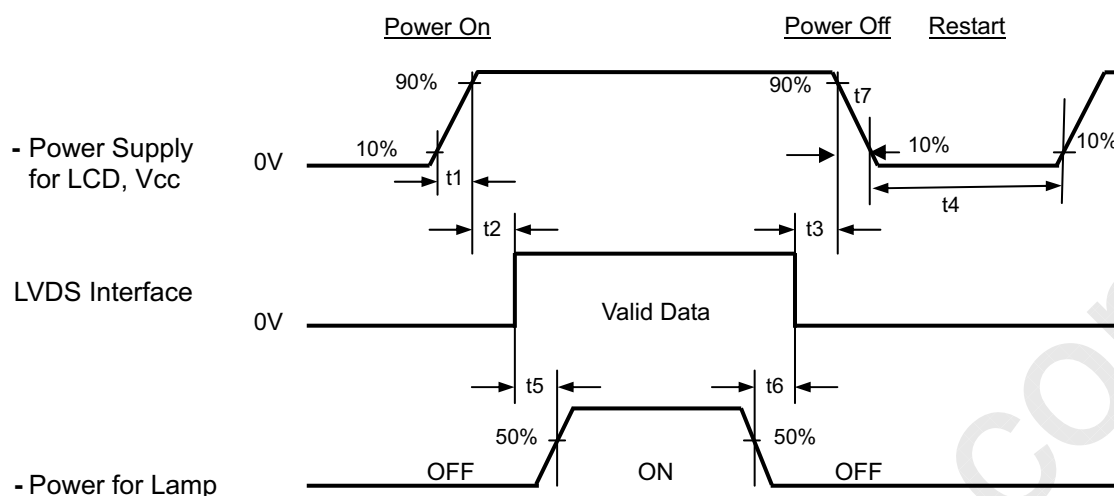 Power On
Power Off
Restart
90%
90%
t7
- Power Supply
for LCD, Vcc
0V
10%
10%
10%
t1
t4
t2
t3
LVDS Interface
Valid Data
0V
t5
t6
50%
50%
- Power for Lamp
OFF
ON
OFF
com